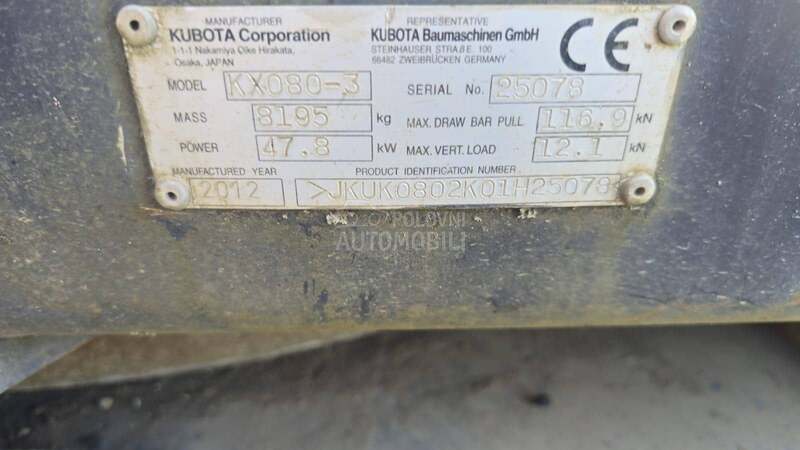 MANUFACTURER
KUBOTA Corporation
1-1-1 Nakamiya Oike Hirakata,
Osaka, JAPAN
REPRESENTATIVE
KUBOTA Baumaschinen GmbH
STEINHAUSER STRAßE 100
66482 ZWEIBRÜCKEN GERMANY
CE
MODEL KX080-3 SERIAL No. 25078
MASS 8195 kg MAX. DRAW BAR PULL 116.9 kN
POWER 47.8 kW MAX. VERT. LOAD 12.1 kN
MANUFACTURED YEAR PRODUCT IDENTIFICATION NUMBER
2012 >JKUK0802K01H25078
POLOVNI
AUTOMOBILI